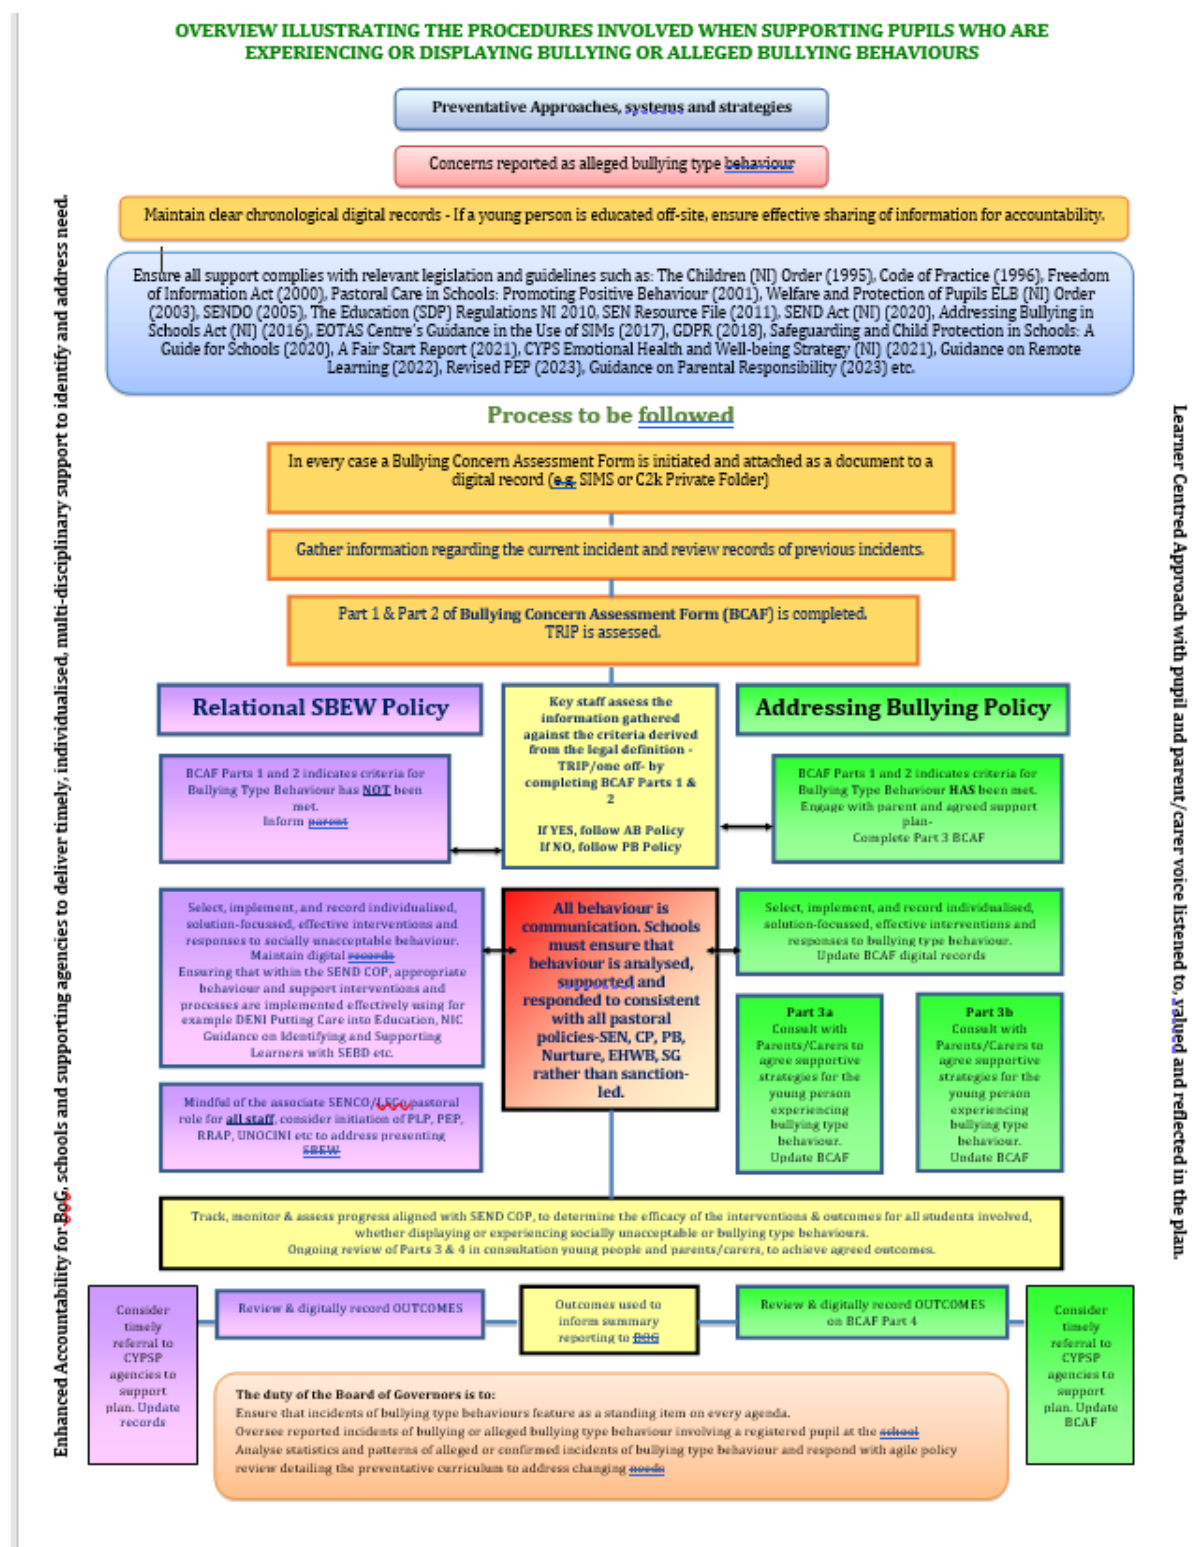 OVERVIEW ILLUSTRATING THE PROCEDURES INVOLVED WHEN SUPPORTING PUPILS WHO ARE
EXPERIENCING OR DISPLAYING BULLYING OR ALLEGED BULLYING BEHAVIOURS
Preventative Approaches, systems and strategies
Concerns reported as alleged bullying type behaviour
Maintain clear chronological digital records - If a young person is educated off-site, ensure effective sharing of information for accountability.
Ensure all support complies with relevant legislation and guidelines such as: The Children (NI) Order (1995), Code of Practice (1996), Freedom
of Information Act (2000), Pastoral Care in Schools: Promoting Positive Behaviour (2001), Welfare and Protection of Pupils ELB (NI) Order
(2003), SENDO (2005), The Education (SDP) Regulations NI 2010, SEN Resource File (2011), SEND Act (NI) (2020), Addressing Bullying in
Schools Act (NI) (2016), EOTAS Centre's Guidance in the Use of SIMs (2017), GDPR (2018), Safeguarding and Child Protection in Schools: A
Guide for Schools (2020), A Fair Start Report (2021), CYPS Emotional Health and Well-being Strategy (NI) (2021), Guidance on Remote
Learning (2022), Revised PEP (2023), Guidance on Parental Responsibility (2023) etc.
Process to be followed
In every case a Bullying Concern Assessment Form is initiated and attached as a document to a
digital record (e.g. SIMS or C2k Private Folder)
Gather information regarding the current incident and review records of previous incidents.
Part 1 & Part 2 of Bullying Concern Assessment Form (BCAF) is completed.
TRIP is assessed.
Relational SBEW Policy
Key staff assess the
information gathered
against the criteria derived
from the legal definition -
TRIP/one off- by
completing BCAF Parts 1 &
2
If YES, follow AB Policy
If NO, follow PB Policy
Addressing Bullying Policy
BCAF Parts 1 and 2 indicates criteria for
Bullying Type Behaviour has NOT been
met.
Inform parent
BCAF Parts 1 and 2 indicates criteria for
Bullying Type Behaviour HAS been met.
Engage with parent and agreed support
plan-
Complete Part 3 BCAF
Select, implement, and record individualised,
solution-focussed, effective interventions and
responses to socially unacceptable behaviour.
Maintain digital records
Ensuring that within the SEND COP, appropriate
behaviour and support interventions and
processes are implemented effectively using for
example DENI Putting Care into Education, NIC
Guidance on Identifying and Supporting
Learners with SEBD etc.
All behaviour is
communication. Schools
must ensure that
behaviour is analysed,
supported and
responded to consistent
with all pastoral
policies-SEN, CP, PB,
Nurture, EHWB, SG
rather than sanction-
led.
Select, implement, and record individualised,
solution-focussed, effective interventions and
responses to bullying type behaviour.
Update BCAF digital records
Mindful of the associate SENCO/LSCo pastoral
role for all staff, consider initiation of PLP, PEP,
RRAP, UNOCINI etc to address presenting
SBEW
Part 3a
Consult with
Parents/Carers to
agree supportive
strategies for the
young person
experiencing
bullying type
behaviour.
Update BCAF
Part 3b
Consult with
Parents/Carers to
agree supportive
strategies for the
young person
displaying
bullying type
behaviour.
Update BCAF
Track, monitor & assess progress aligned with SEND COP, to determine the efficacy of the interventions & outcomes for all students involved,
whether displaying or experiencing socially unacceptable or bullying type behaviours.
Ongoing review of Parts 3 & 4 in consultation young people and parents/carers, to achieve agreed outcomes.
Consider
timely
referral to
CYPSP
agencies to
support
plan. Update
records
Review & digitally record OUTCOMES
Outcomes used to
inform summary
reporting to BOG
Review & digitally record OUTCOMES
on BCAF Part 4
Consider
timely
referral to
CYPSP
agencies to
support
plan. Update
BCAF
The duty of the Board of Governors is to:
Ensure that incidents of bullying type behaviours feature as a standing item on every agenda.
Oversee reported incidents of bullying or alleged bullying type behaviour involving a registered pupil at the school
Analyse statistics and patterns of alleged or confirmed incidents of bullying type behaviour and respond with agile policy
review detailing the preventative curriculum to address changing needs
Enhanced Accountability for BoG, schools and supporting agencies to deliver timely, individualised, multi-disciplinary support to identify and address need.
Learner Centred Approach with pupil and parent/carer voice listened to, valued and reflected in the plan.